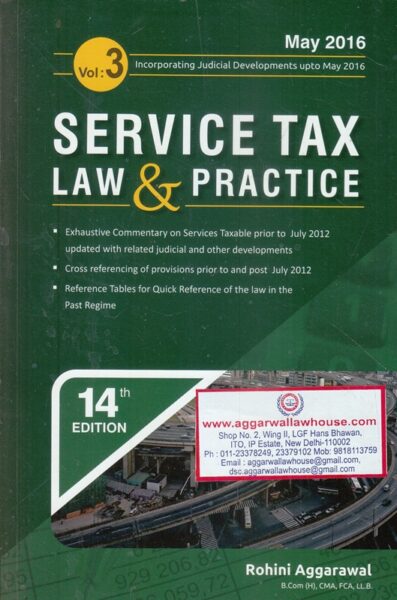 May 2016
Vol: 3
Incorporating Judicial Developments upto May 2016
SERVICE TAX
LAW & PRACTICE
▪ Exhaustive Commentary on Services Taxable prior to July 2012
updated with related judicial and other developments
▪ Cross referencing of provisions prior to and post July 2012
▪ Reference Tables for Quick Reference of the law in the
Past Regime
14th
EDITION
www.aggarwallawhouse.com
Shop No. 2, Wing II, LGF Hans Bhawan,
ITO, IP Estate, New Delhi-110002
Ph : 011-23378249, 23379102 Mob: 9818113759
Email : aggarwallawhouse@gmail.com,
dsc.aggarwallawhouse@gmail.com
929 206.82
Rohini Aggarawal
B.Com (H), CMA, FCA, LL.B.